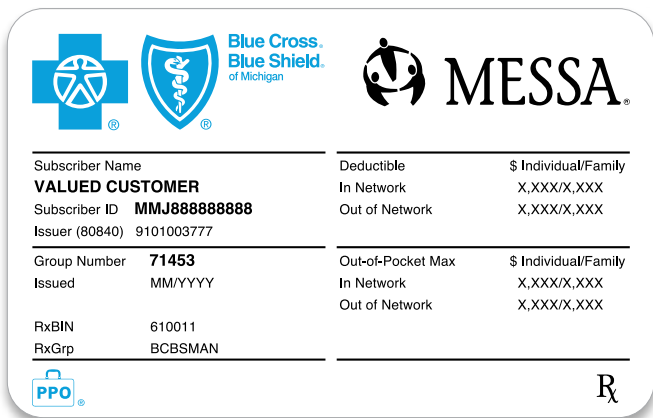 Blue Cross®
Blue Shield®
of Michigan
MESSA®
® ®
Subscriber Name
VALUED CUSTOMER
Subscriber ID MMJ888888888
Issuer (80840) 9101003777
Group Number 71453
Issued MM/YYYY
RxBIN 610011
RxGrp BCBSMAN
PPO ®
Deductible $ Individual/Family
In Network X,XXX/X,XXX
Out of Network X,XXX/X,XXX
Out-of-Pocket Max $ Individual/Family
In Network X,XXX/X,XXX
Out of Network X,XXX/X,XXX
℞